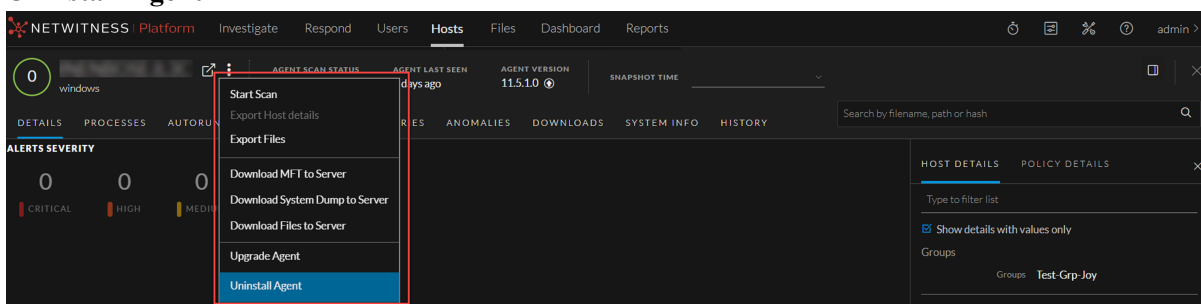 NETWITNESS Platform Investigate Respond Users Hosts Files Dashboard Reports admin
0 windows
AGENT SCAN STATUS AGENT LAST SEEN days ago AGENT VERSION 11.5.1.0 SNAPSHOT TIME
Start Scan
Export Host details
Export Files
Download MFT to Server
Download System Dump to Server
Download Files to Server
Upgrade Agent
Uninstall Agent
DETAILS PROCESSES ANOMALIES DOWNLOADS SYSTEM INFO HISTORY
Search by filename, path or hash
ALERTS SEVERITY
0 0 0
CRITICAL HIGH
HOST DETAILS POLICY DETAILS
Type to filter list
Show details with values only
Groups
Groups Test-Grp-Joy